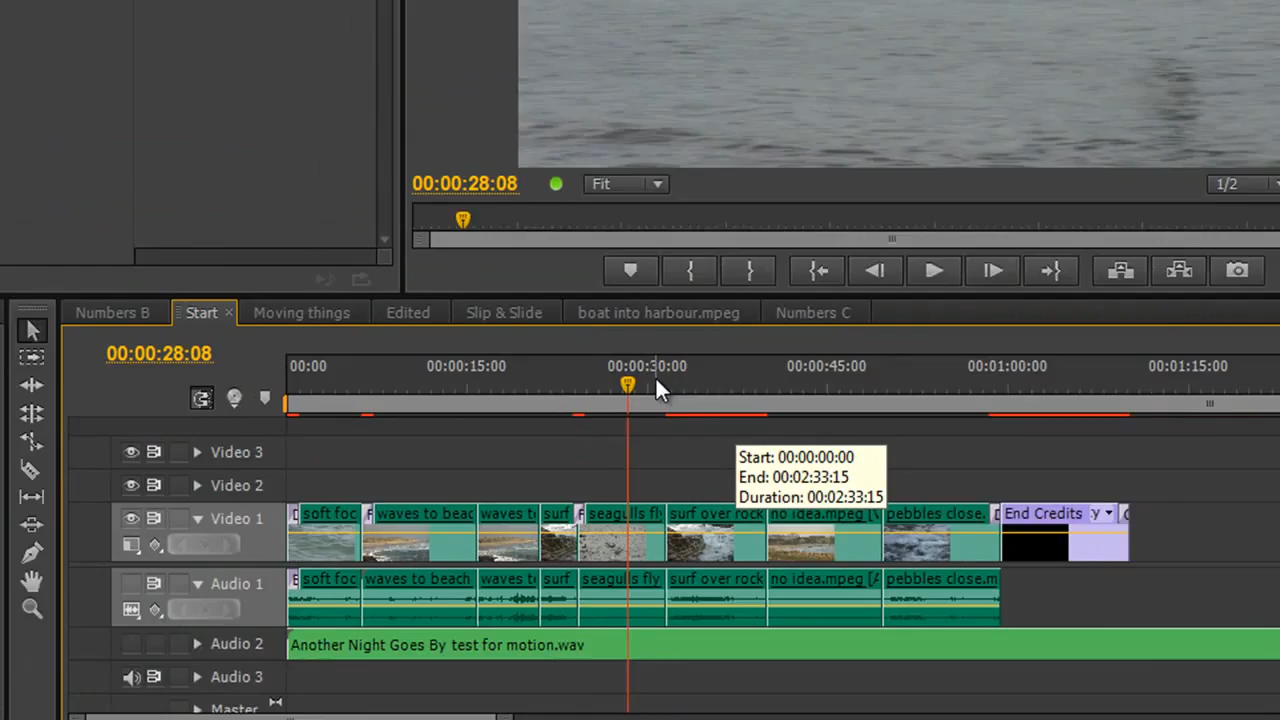 00:00:28:08
Fit
1/2
Numbers B
Start ×
Moving things
Edited
Slip & Slide
boat into harbour.mpeg
Numbers C
00:00:28:08
00:00
00:00:15:00
00:00:30:00
00:00:45:00
00:01:00:00
00:01:15:00
Video 3
Start: 00:00:00:00
End: 00:02:33:15
Duration: 00:02:33:15
Video 2
Video 1
soft foc
waves to beac
waves t
surf
seagulls fl
surf over rock
no idea.mpeg [V
pebbles close.
End Credits
Audio 1
soft foc
waves to beach
waves t
surf
seagulls fly
surf over rock
no idea.mpeg [A
pebbles close.m
Audio 2
Another Night Goes By test for motion.wav
Audio 3
Master